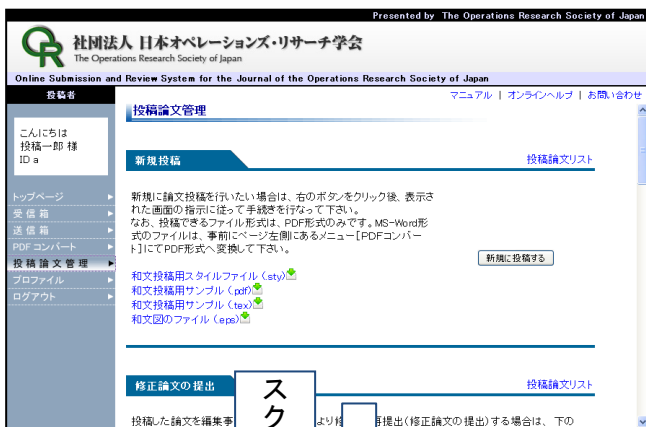 Presented by The Operations Research Society of Japan
社団法人 日本オペレーションズ・リサーチ学会
The Operations Research Society of Japan
Online Submission and Review System for the Journal of the Operations Research Society of Japan
投稿者
マニュアル | オンラインヘルプ | お問い合わせ
投稿論文管理
こんにちは
投稿一郎 様
ID a
新規投稿
投稿論文リスト
トップページ
受信箱
送信箱
PDFコンバート
投稿論文管理
プロファイル
ログアウト
新規に論文投稿を行いたい場合は、右のボタンをクリック後、表示さ
れた画面の指示に従って手続きを行なって下さい。
なお、投稿できるファイル形式は、PDF形式のみです。MS-Word形
式のファイルは、事前にページ左側にあるメニュー[PDFコンバー
ト]にてPDF形式へ変換して下さい。
新規に投稿する
和文投稿用スタイルファイル (.sty)
和文投稿用サンプル (.pdf)
和文投稿用サンプル (.tex)
和文図のファイル (.eps)
修正論文の提出
投稿論文リスト
スク
投稿した論文を編集事
より
再提出(修正論文の提出)する場合は、下の